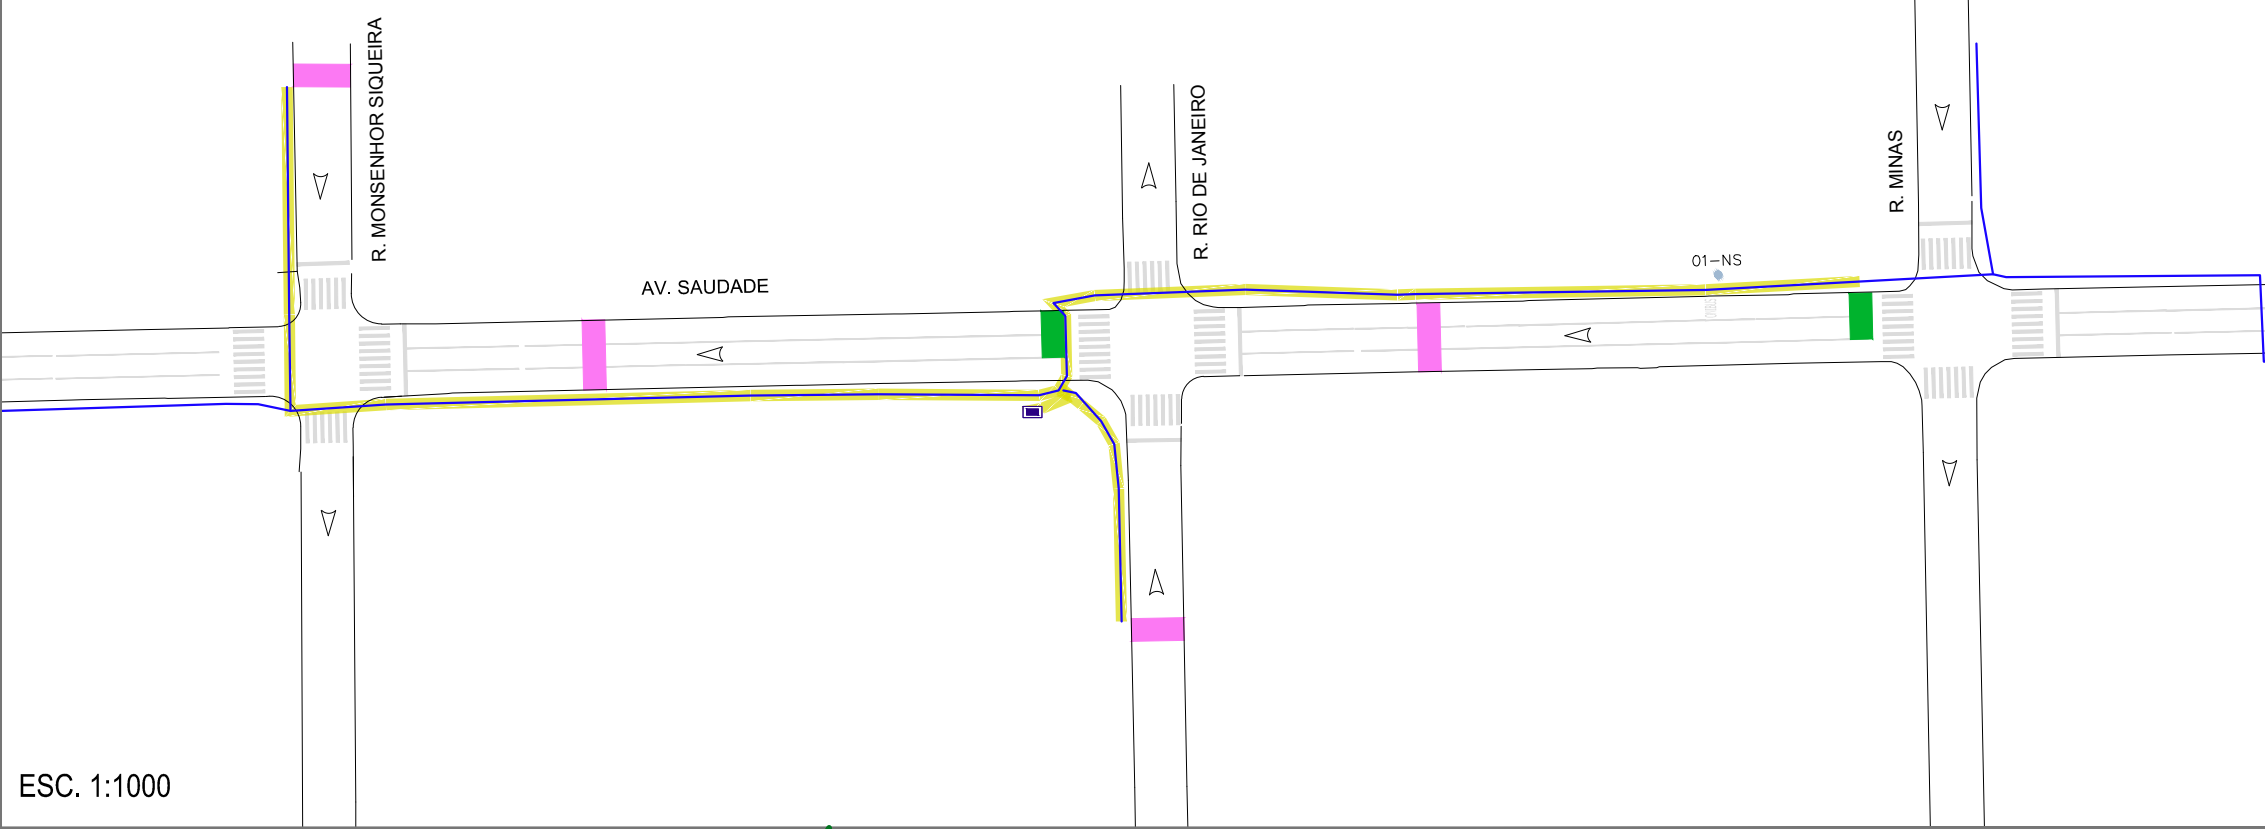 R. MONSENHOR SIQUEIRA
R. RIO DE JANEIRO
R. MINAS
01-NS
AV. SAUDADE
ESC. 1:1000